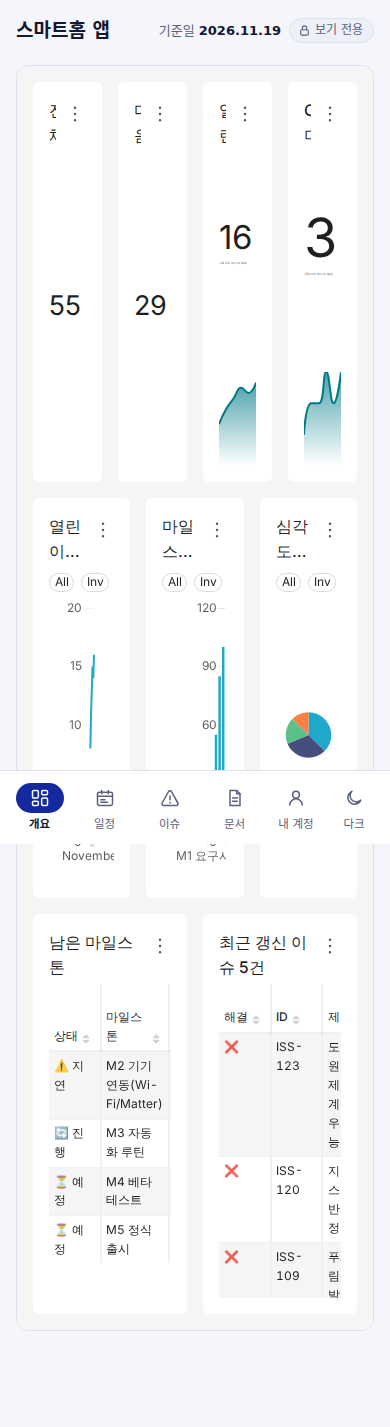 스마트홈 앱
기준일 2026.11.19
보기 전용
55
29
16
3
열린 이…
마일 스…
심각 도…
All Inv
All Inv
All Inv
20
15
10
120
90
60
개요
일정
이슈
문서
내 계정
다크
M1 요구사
남은 마일스톤
상태
마일스톤
⚠️ 지연
M2 기기 연동(Wi-Fi/Matter)
🔄 진행
M3 자동화 루틴
⏳ 예정
M4 베타 테스트
⏳ 예정
M5 정식 출시
최근 갱신 이슈 5건
해결
ID
제
❌
ISS-123
❌
ISS-120
❌
ISS-109